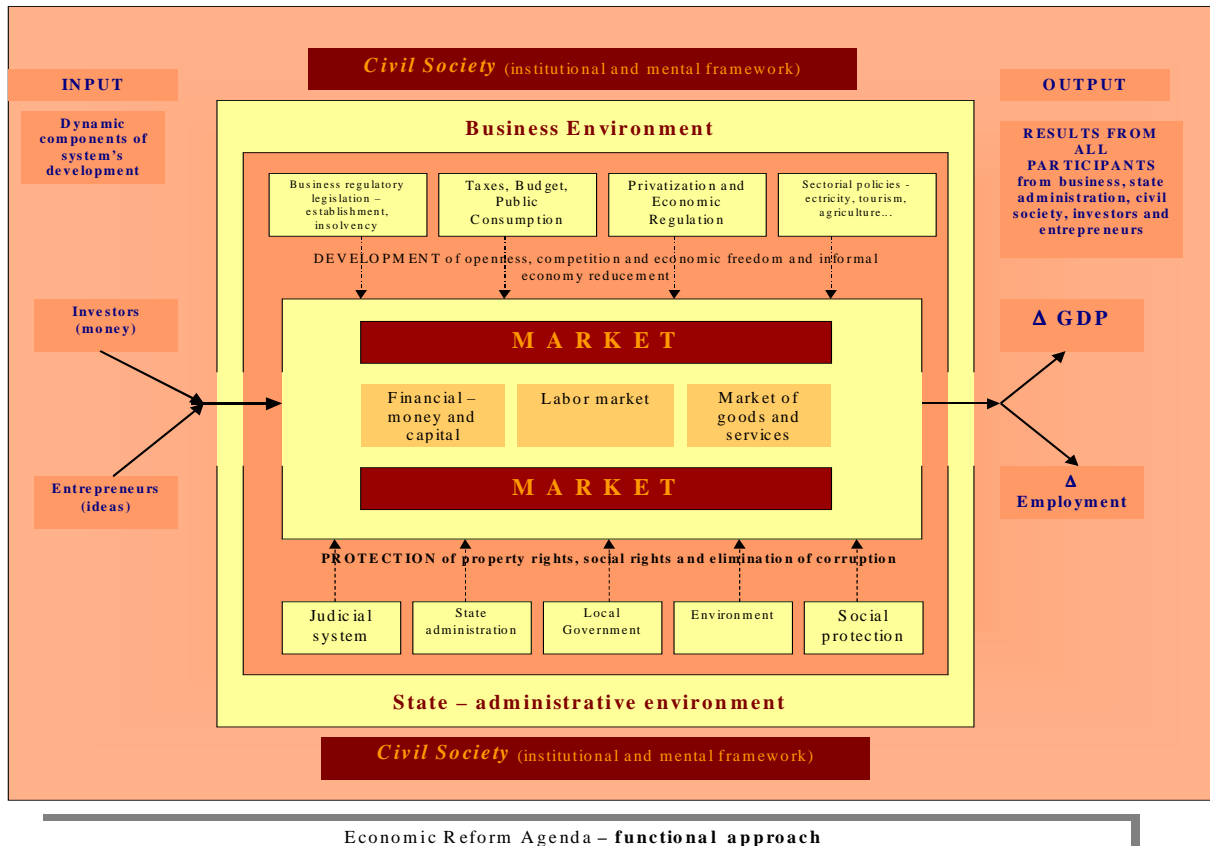 Civil Society (institutional and mental framework)
INPUT
Dynamic
components of
system's
development
OUTPUT
RESULTS FROM
ALL
PARTICIPANTS
from business, state
administration, civil
society, investors and
entrepreneurs
Business Environment
Business regulatory
legislation –
establishment,
insolvency
Taxes, Budget,
Public
Consumption
Privatization and
Economic
Regulation
Sectorial policies -
ectricity, tourism,
agriculture...
DEVELOPMENT of openness, competition and economic freedom and informal
economy reducement
Investors
(money)
Entrepreneurs
(ideas)
MARKET
Financial –
money and
capital
Labor market
Market of
goods and
services
MARKET
Δ GDP
Δ
Employment
PROTECTION of property rights, social rights and elimination of corruption
Judicial
system
State
administration
Local
Government
Environment
Social
protection
State – administrative environment
Civil Society (institutional and mental framework)
Economic Reform Agenda – functional approach